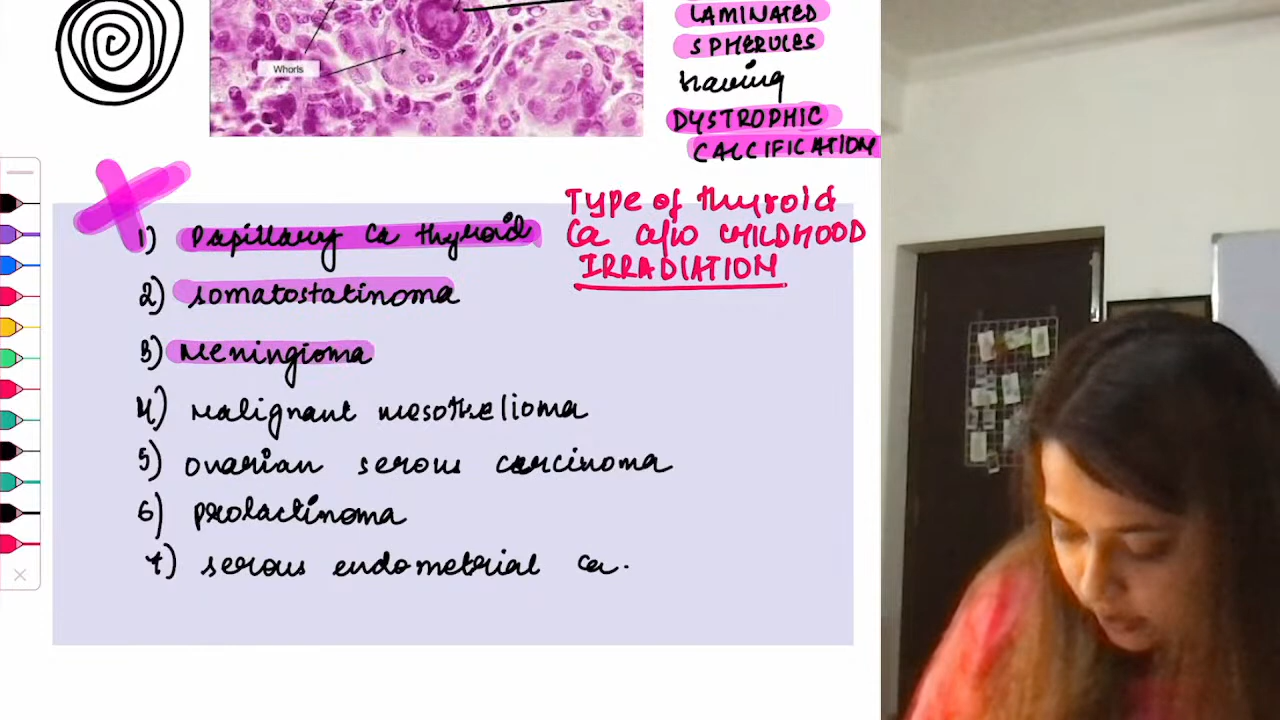 LAMINATED
SPHERULES
having
DYSTROPHIC
CALCIFICATION
Whorls
Type of thyroid
Ca a/o CHILDHOOD
IRRADIATION
1) Papillary Ca thyroid
2) somatostatinoma
3) Meningioma
4) Malignant mesothelioma
5) ovarian serous carcinoma
6) prolactinoma
7) serous endometrial ca.